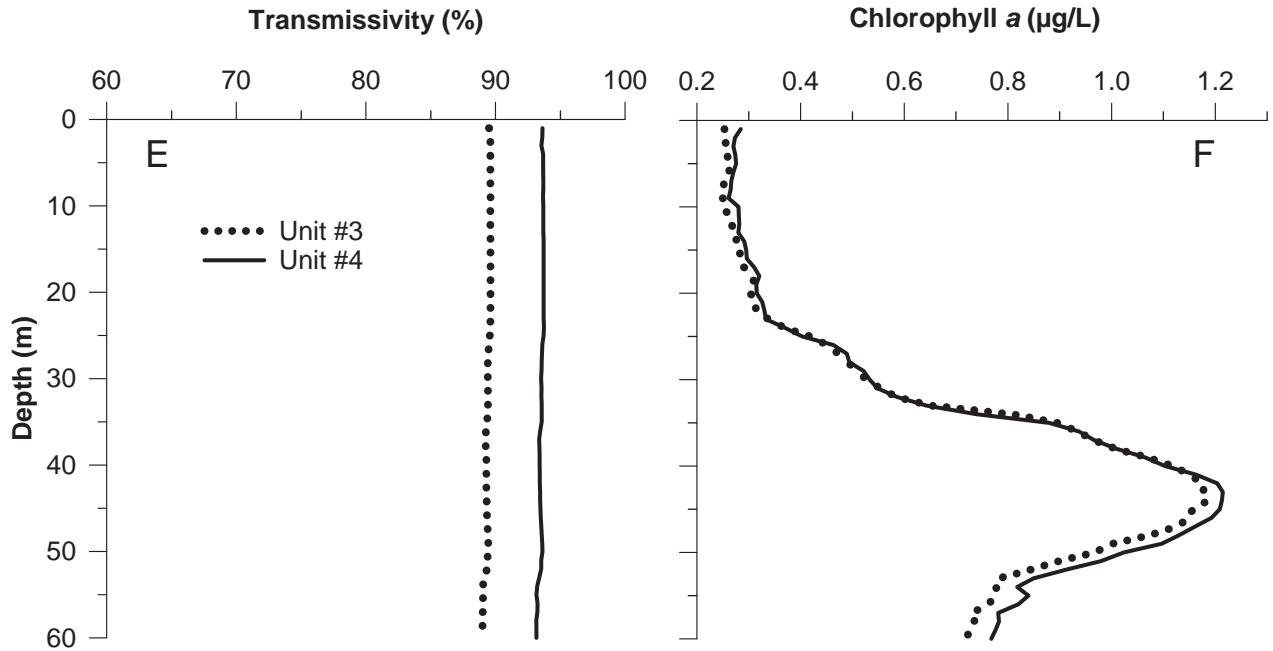 Transmissivity (%)
60 70 80 90 100
0
10
20
30
40
50
60
Depth (m)
E
Unit #3
Unit #4
Chlorophyll a (µg/L)
0.2 0.4 0.6 0.8 1.0 1.2
F